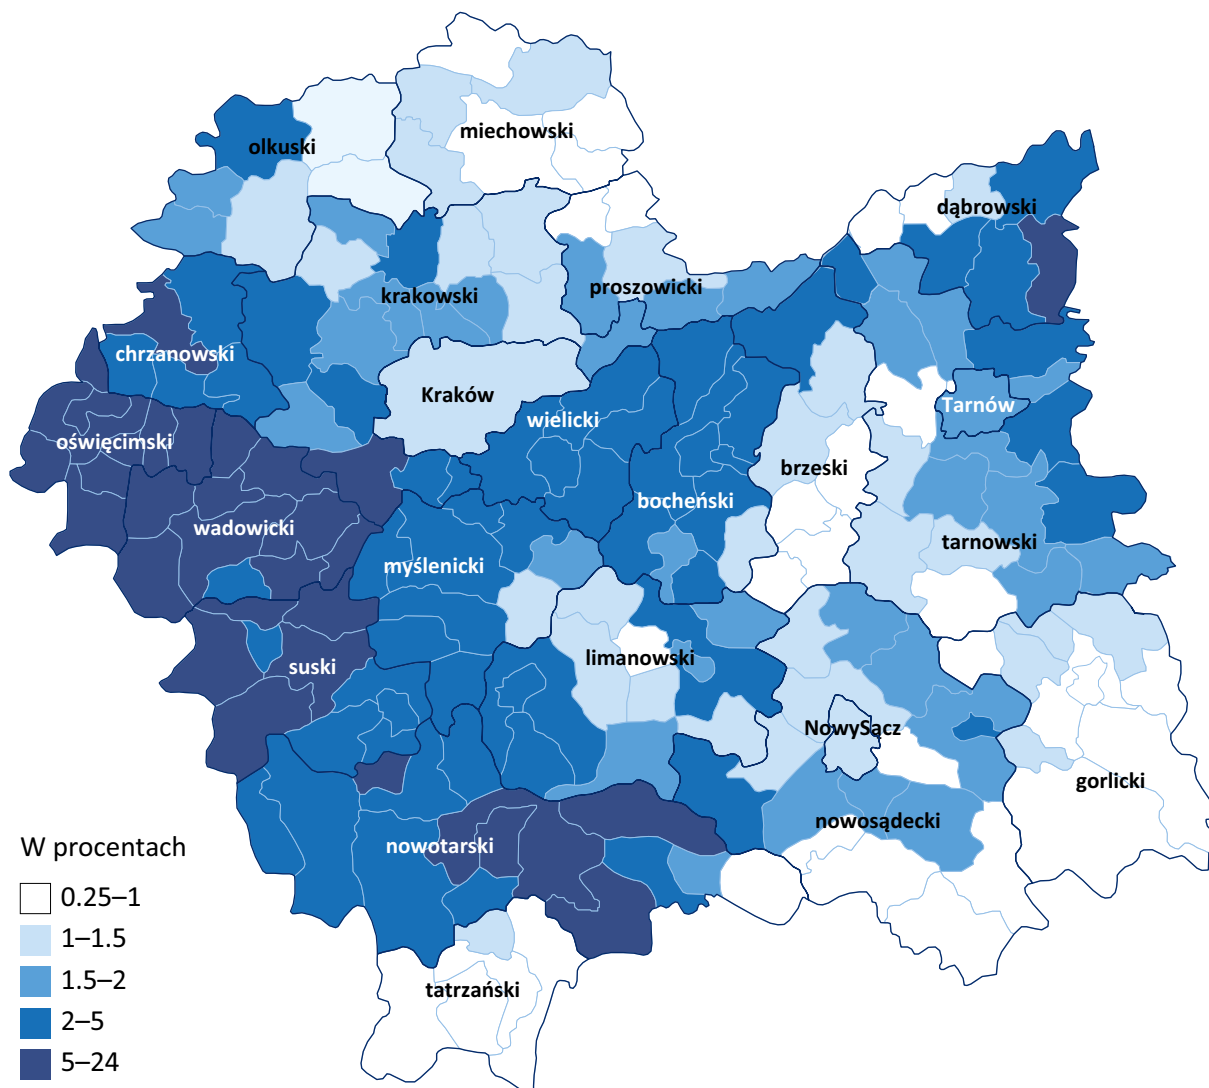 miechowski
olkuski
dąbrowski
proszowicki
krakowski
chrzanowski
Kraków
Tarnów
wielicki
oświęcimski
brzeski
bocheński
wadowicki
tarnowski
myślenicki
limanowski
suski
NowySącz
gorlicki
nowosądecki
nowotarski
tatrzański
W procentach
0.25–1
1–1.5
1.5–2
2–5
5–24